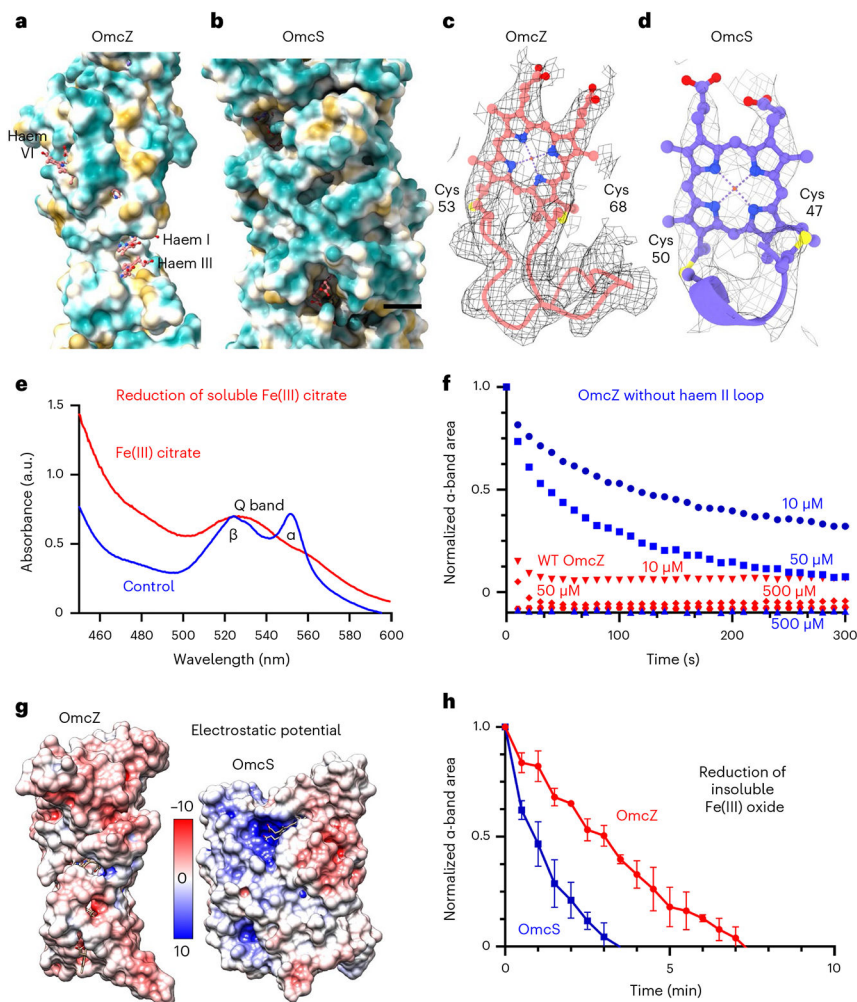 a
OmcZ
Haem
VI
Haem I
Haem III
b
OmcS
c
OmcZ
Cys
53
Cys
68
d
OmcS
Cys
47
Cys
50
e
Reduction of soluble Fe(III) citrate
1.5
1.0
0.5
0
Absorbance (a.u.)
Fe(III) citrate
Q band
β
α
Control
460
480
500
520
540
560
580
600
Wavelength (nm)
f
OmcZ without haem II loop
1.0
0.5
0
Normalized α-band area
10 µM
50 µM
WT OmcZ
10 µM
50 µM
500 µM
500 µM
0
100
200
300
Time (s)
g
OmcZ
Electrostatic potential
OmcS
–10
0
10
h
1.0
0.5
0
Normalized α-band area
Reduction of
insoluble
Fe(III) oxide
OmcZ
OmcS
0
5
10
Time (min)